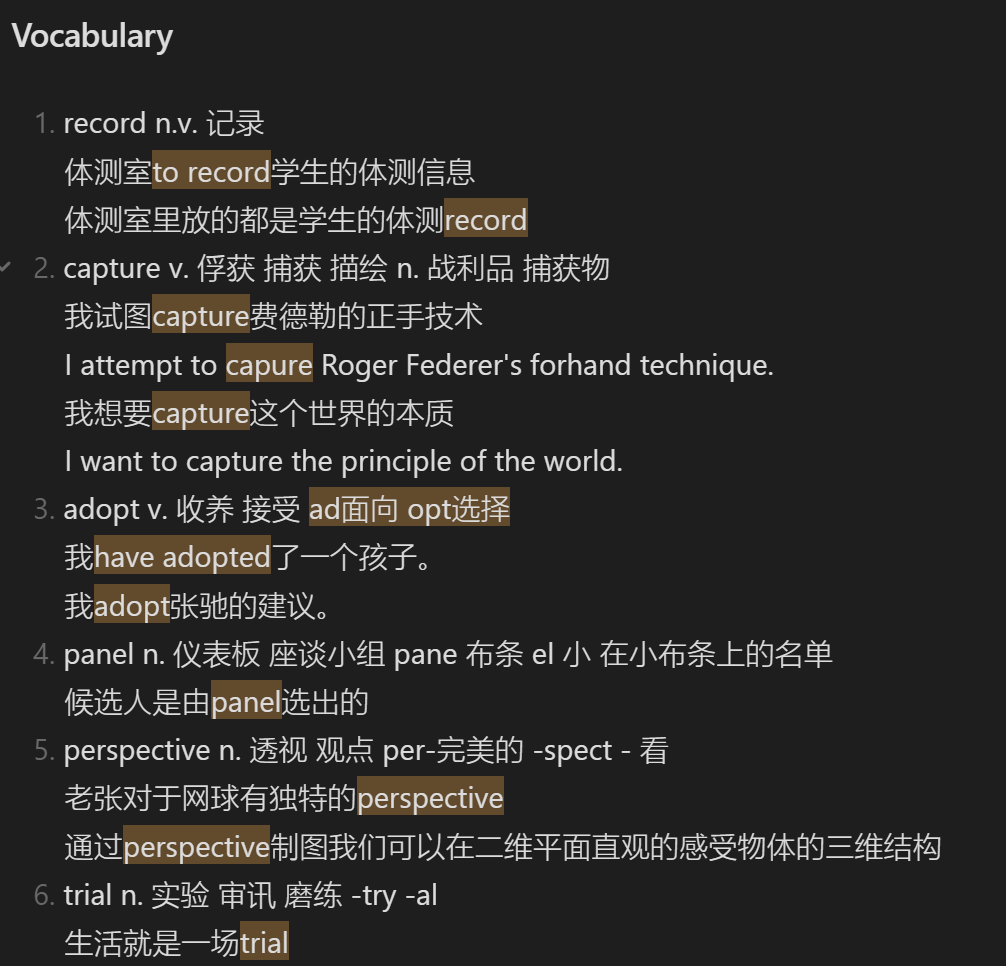 Vocabulary
1. record n.v. 记录
体测室to record学生的体测信息
体测室里放的都是学生的体测record
2. capture v. 俘获 捕获 描绘 n. 战利品 捕获物
我试图capture费德勒的正手技术
I attempt to capure Roger Federer's forhand technique.
我想要capture这个世界的本质
I want to capture the principle of the world.
3. adopt v. 收养 接受 ad面向 opt选择
我have adopted了一个孩子。
我adopt张驰的建议。
4. panel n. 仪表板 座谈小组 pane 布条 el 小 在小布条上的名单
候选人是由panel选出的
5. perspective n. 透视 观点 per-完美的 -spect - 看
老张对于网球有独特的perspective
通过perspective制图我们可以在二维平面直观的感受物体的三维结构
6. trial n. 实验 审讯 磨练 -try -al
生活就是一场trial